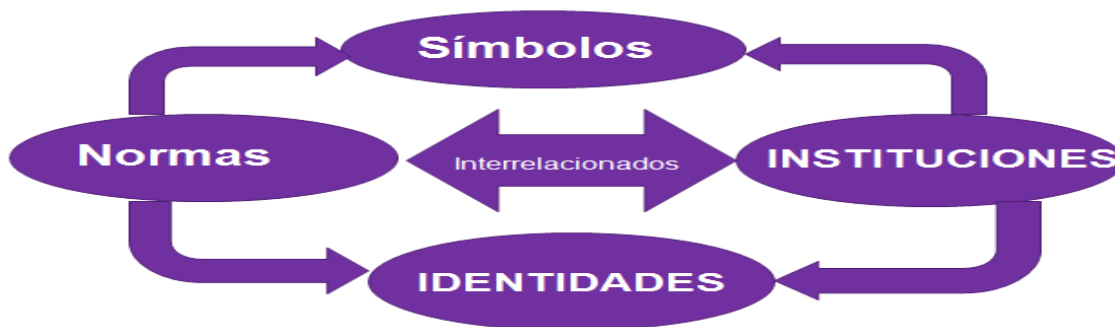 Símbolos
Normas
Interrelacionados
INSTITUCIONES
IDENTIDADES